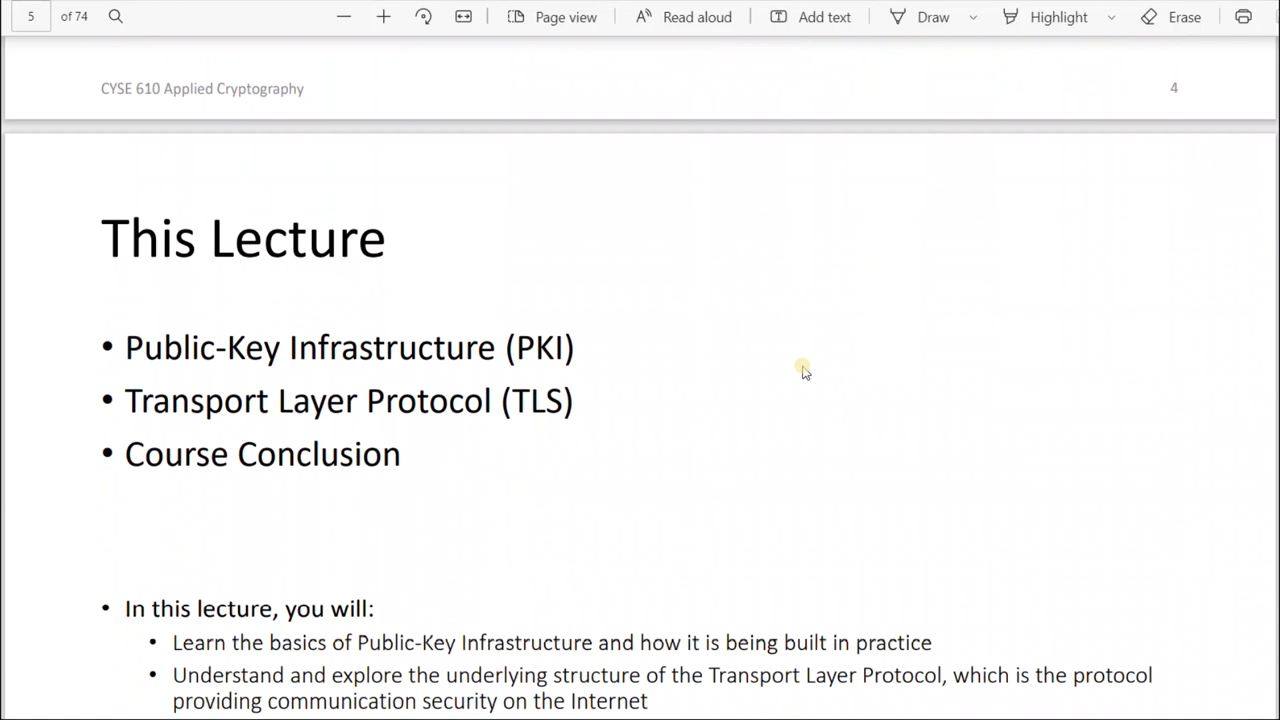 5 of 74 Page view Read aloud Add text Draw Highlight Erase
CYSE 610 Applied Cryptography 4
This Lecture
• Public-Key Infrastructure (PKI)
• Transport Layer Protocol (TLS)
• Course Conclusion
• In this lecture, you will:
• Learn the basics of Public-Key Infrastructure and how it is being built in practice
• Understand and explore the underlying structure of the Transport Layer Protocol, which is the protocol
providing communication security on the Internet